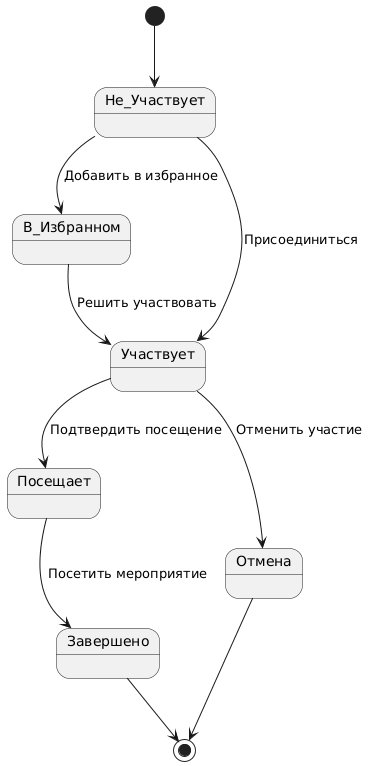 Не_Участвует
Добавить в избранное
В_Избранном
Присоединиться
Решить участвовать
Участвует
Подтвердить посещение
Отменить участие
Посещает
Отмена
Посетить мероприятие
Завершено